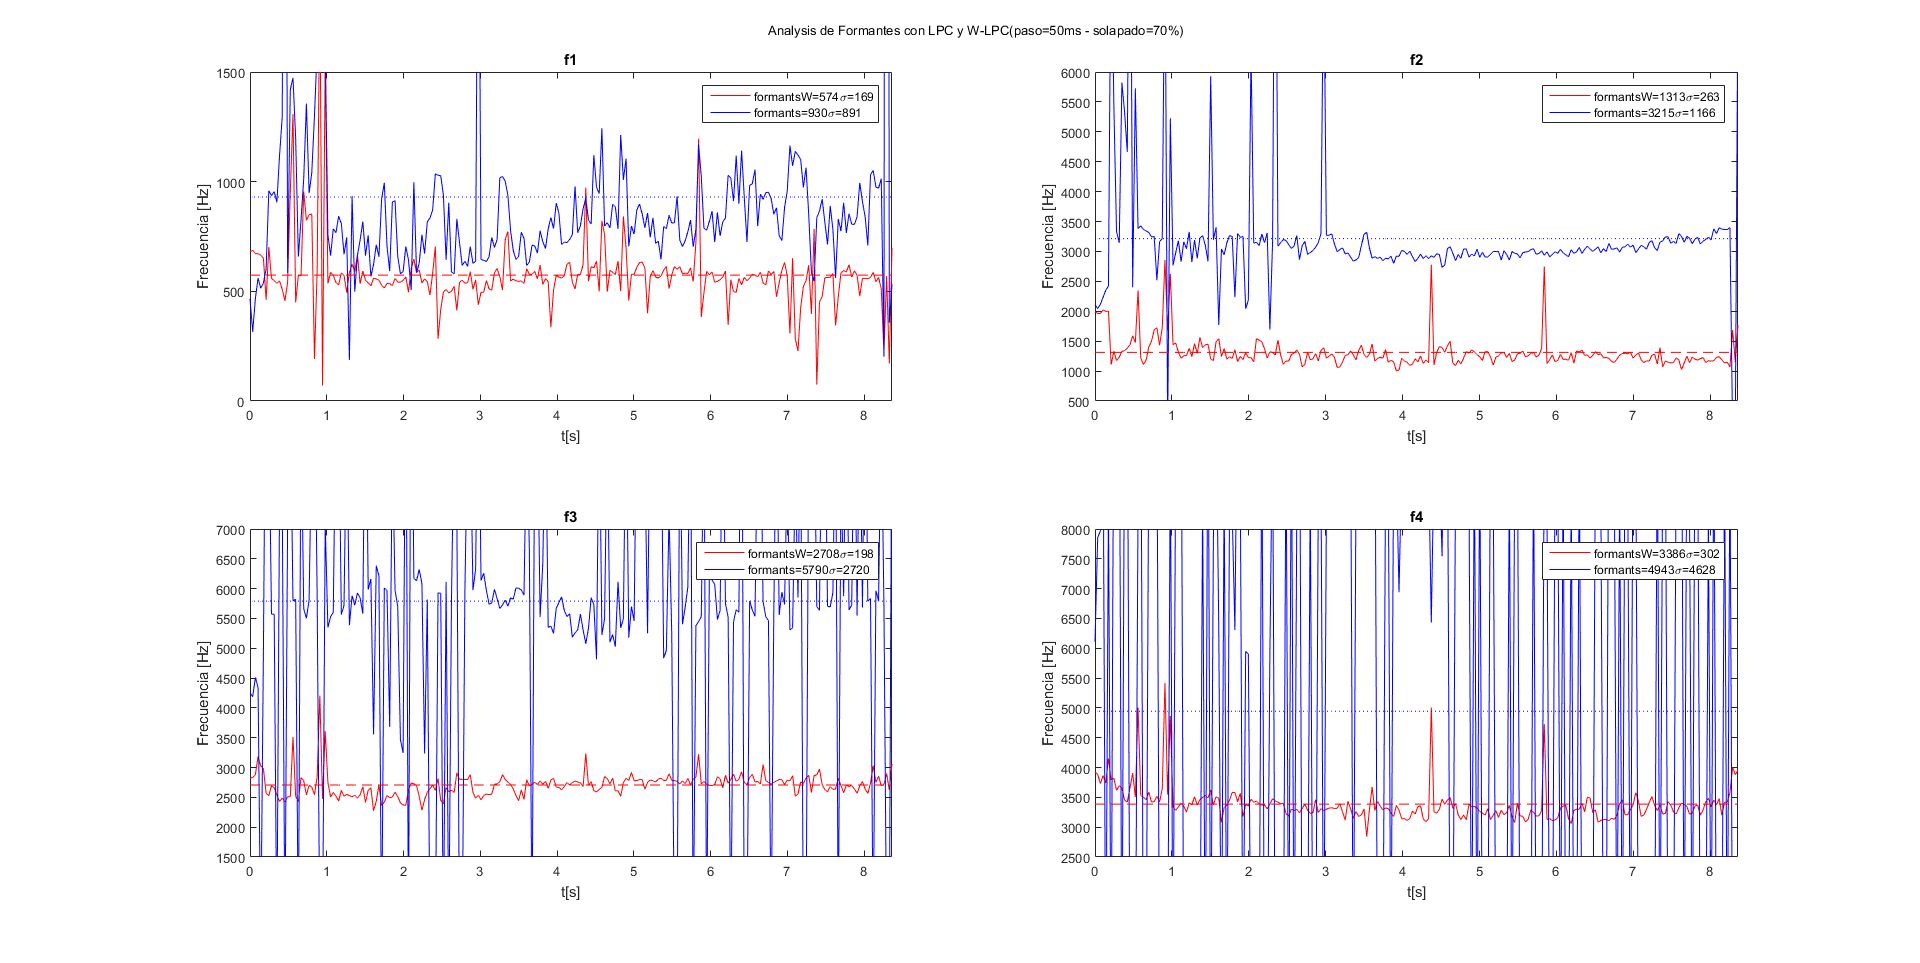 Analysis de Formantes con LPC y W-LPC(paso=50ms - solapado=70%)
f1
1500
1000
500
0
Frecuencia [Hz]
formantsW=574σ=169
formants=930σ=891
0 1 2 3 4 5 6 7 8
t[s]
f2
6000
5500
5000
4500
4000
3500
3000
2500
2000
1500
1000
500
Frecuencia [Hz]
formantsW=1313σ=263
formants=3215σ=1166
0 1 2 3 4 5 6 7 8
t[s]
f3
7000
6500
6000
5500
5000
4500
4000
3500
3000
2500
2000
1500
Frecuencia [Hz]
formantsW=2708σ=198
formants=5790σ=2720
0 1 2 3 4 5 6 7 8
t[s]
f4
8000
7500
7000
6500
6000
5500
5000
4500
4000
3500
3000
2500
Frecuencia [Hz]
formantsW=3386σ=302
formants=4943σ=4628
0 1 2 3 4 5 6 7 8
t[s]